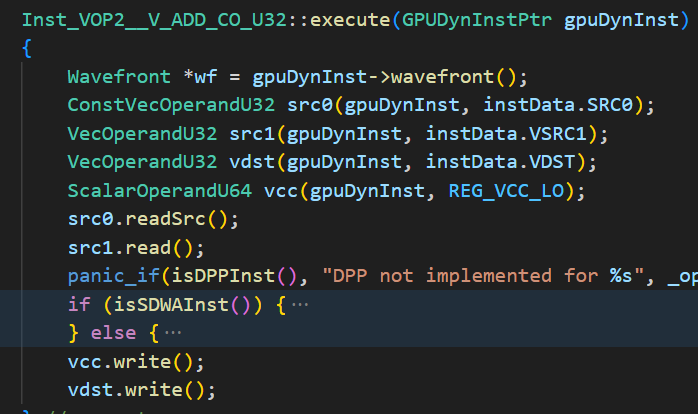 Inst_VOP2__V_ADD_CO_U32::execute(GPUDynInstPtr gpuDynInst)
{
Wavefront *wf = gpuDynInst->wavefront();
ConstVecOperandU32 src0(gpuDynInst, instData.SRC0);
VecOperandU32 src1(gpuDynInst, instData.VSRC1);
VecOperandU32 vdst(gpuDynInst, instData.VDST);
ScalarOperandU64 vcc(gpuDynInst, REG_VCC_LO);
src0.readSrc();
src1.read();
panic_if(isDPPInst(), "DPP not implemented for %s", _op
if (isSDWAInst()) {⋯
} else {⋯
vcc.write();
vdst.write();